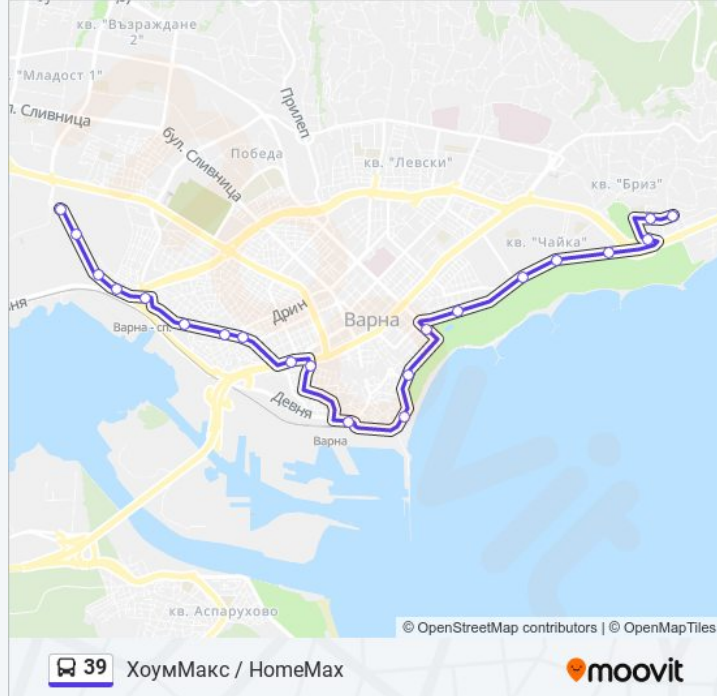 кв. "Възраждане
2"
"Младост 1"
Сливница
бул. Сливница
Прилеп
Победа
кв. "Левски"
кв. "Бриз"
кв. "Чайка"
Дрин
Варна
Варна - сп.
Девня
Варна
кв. Аспарухово
© OpenStreetMap contributors | © OpenMapTiles
39 ХоумМакс / HomeMax
moovit